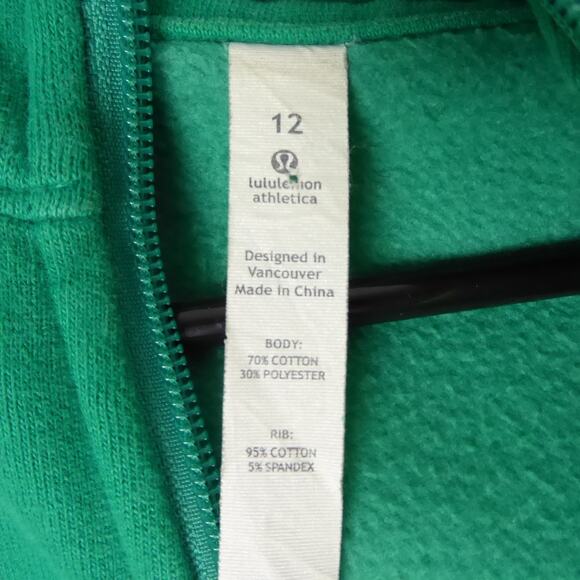 12
lululemon
athletica
Designed in
Vancouver
Made in China
BODY:
70% COTTON
30% POLYESTER
RIB:
95% COTTON
5% SPANDEX